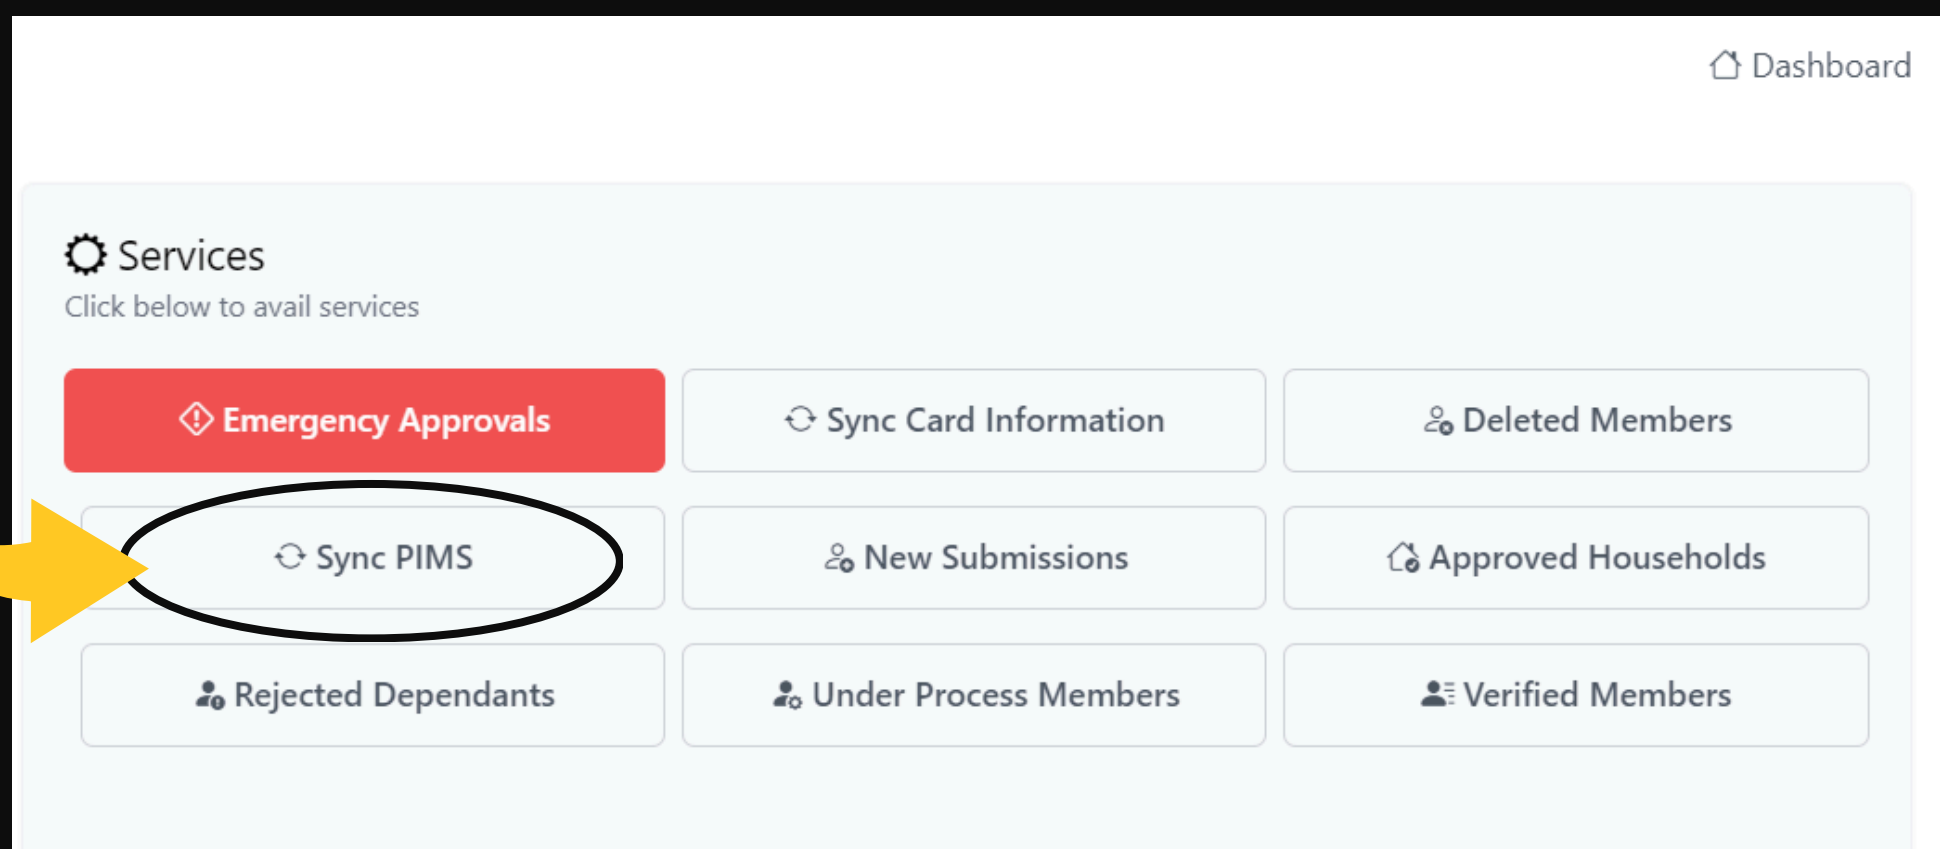 Dashboard
Services
Click below to avail services
Emergency Approvals
Sync Card Information
Deleted Members
Sync PIMS
New Submissions
Approved Households
Rejected Dependants
Under Process Members
Verified Members